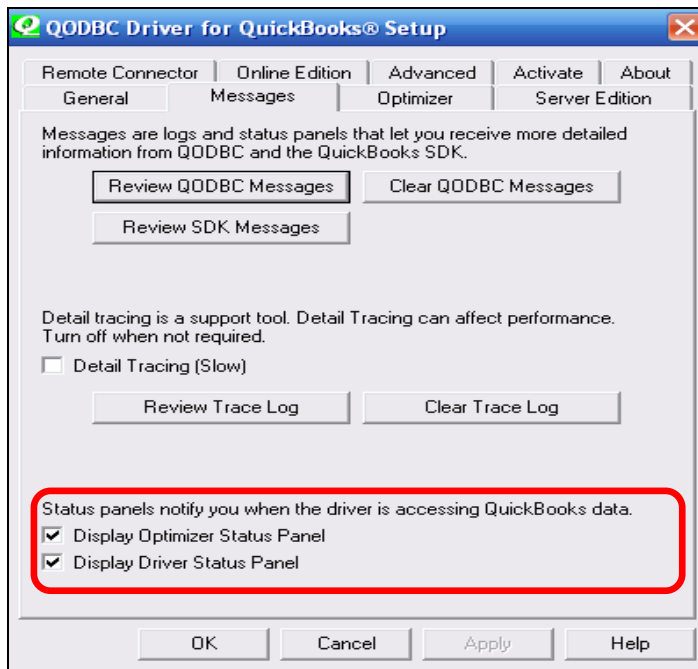 QODBC Driver for QuickBooks® Setup
Remote Connector Online Edition Advanced Activate About
General Messages Optimizer Server Edition
Messages are logs and status panels that let you receive more detailed
information from QODBC and the QuickBooks SDK.
Review QODBC Messages Clear QODBC Messages
Review SDK Messages
Detail tracing is a support tool. Detail Tracing can affect performance.
Turn off when not required.
Detail Tracing (Slow)
Review Trace Log Clear Trace Log
Status panels notify you when the driver is accessing QuickBooks data.
Display Optimizer Status Panel
Display Driver Status Panel
OK Cancel Apply Help